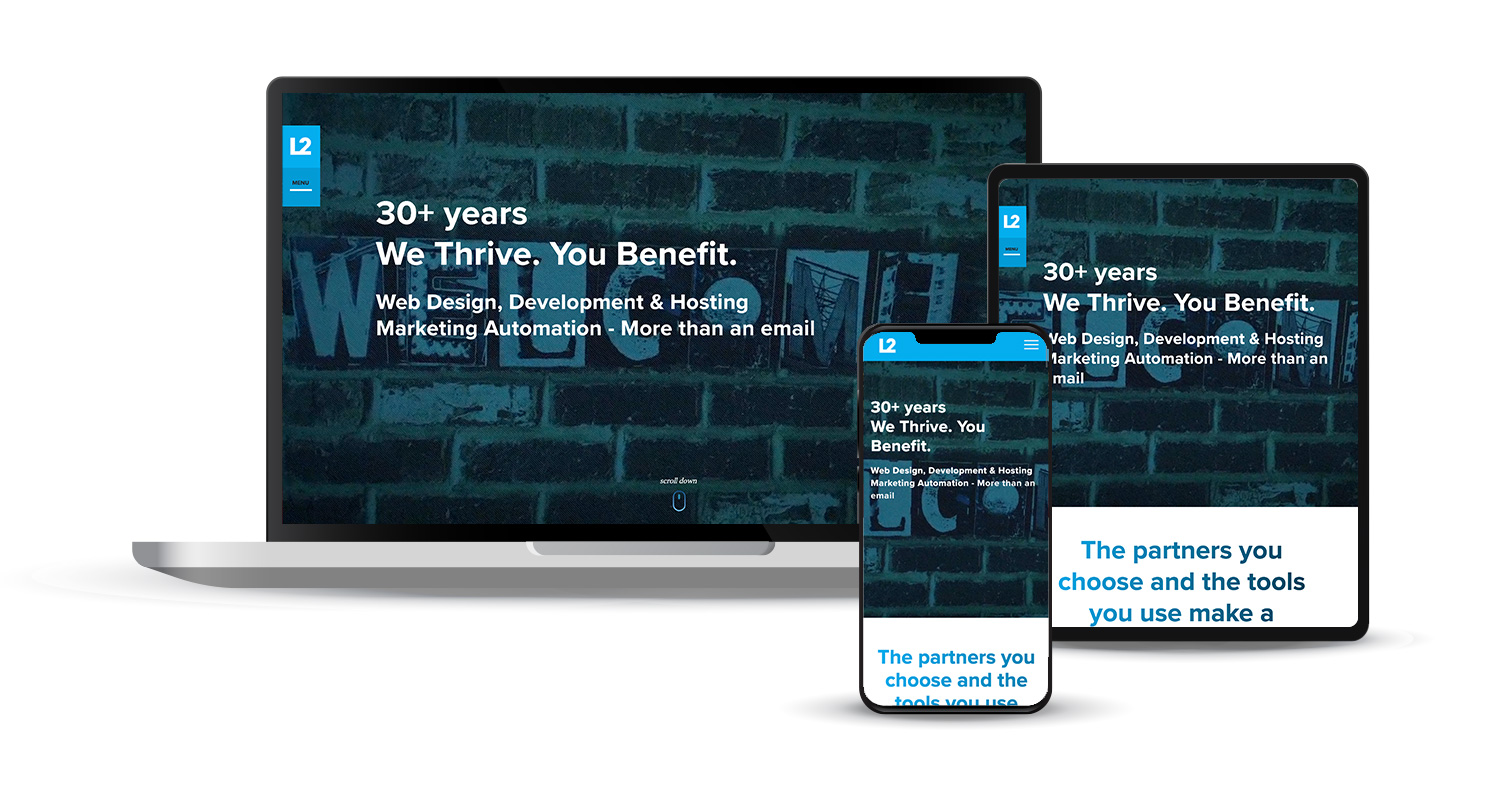 L2
MENU
30+ years
We Thrive. You Benefit.
Web Design, Development & Hosting
Marketing Automation - More than an email
WELCOME
scroll down
L2
MENU
30+ years
We Thrive. You Benefit.
Web Design, Development & Hosting
Marketing Automation - More than an
mail
The partners you
choose and the tools
you use make a
L2
30+ years
We Thrive. You
Benefit.
Web Design, Development & Hosting
Marketing Automation - More than an
email
The partners you
choose and the
tools you use